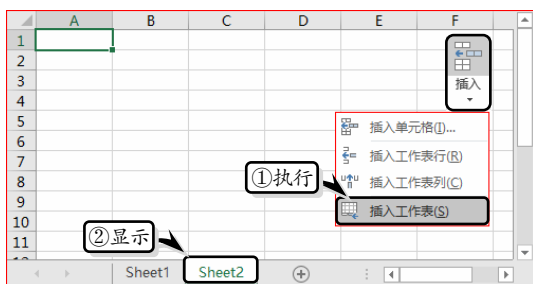 A B C D E F
1
2
3
插入
4
5
插入单元格(I)...
6
插入工作表行(R)
7
①执行
8
插入工作表列(C)
9
插入工作表(S)
10
②显示
11
Sheet1 Sheet2